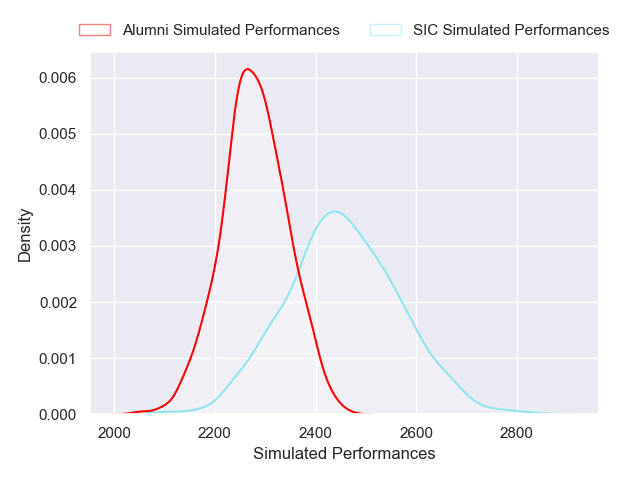 Alumni Simulated Performances SIC Simulated Performances
0.006
0.005
0.004
0.003
0.002
0.001
0.000
Density
2000 2200 2400 2600 2800
Simulated Performances